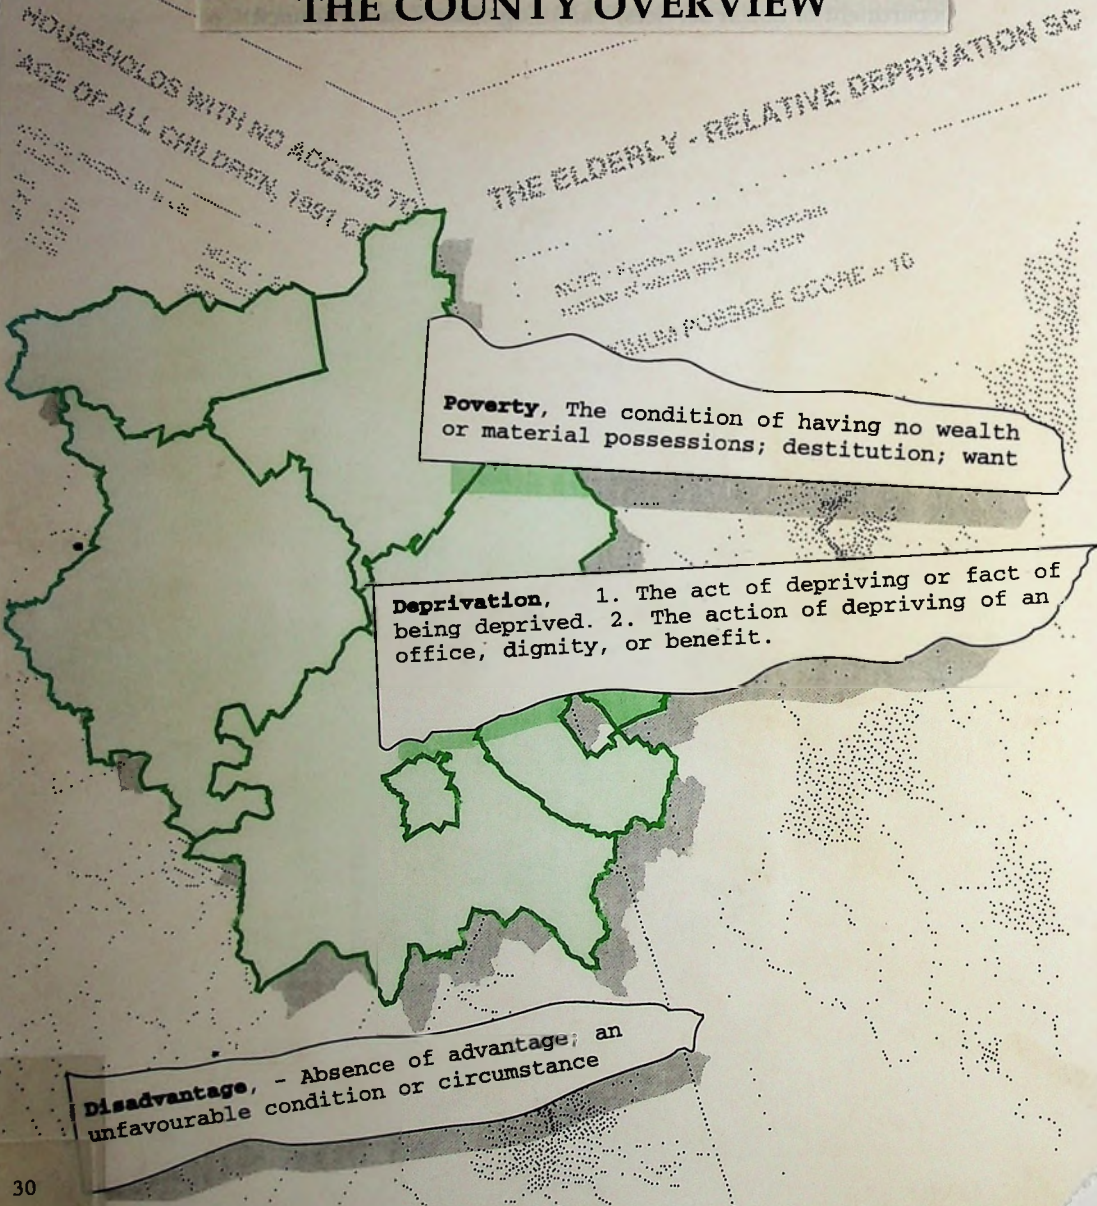 THE COUNTY OVERVIEW
HOUSEHOLDS WITH NO ACCESS TO
AGE OF ALL CHILDREN, 1991
THE ELDERLY - RELATIVE DEPRIVATION SC
POSSIBLE SCORE = 16
Poverty, The condition of having no wealth
or material possessions; destitution; want
Deprivation, 1. The act of depriving or fact of
being deprived. 2. The action of depriving of an
office, dignity, or benefit.
Disadvantage, - Absence of advantage; an
unfavourable condition or circumstance
30